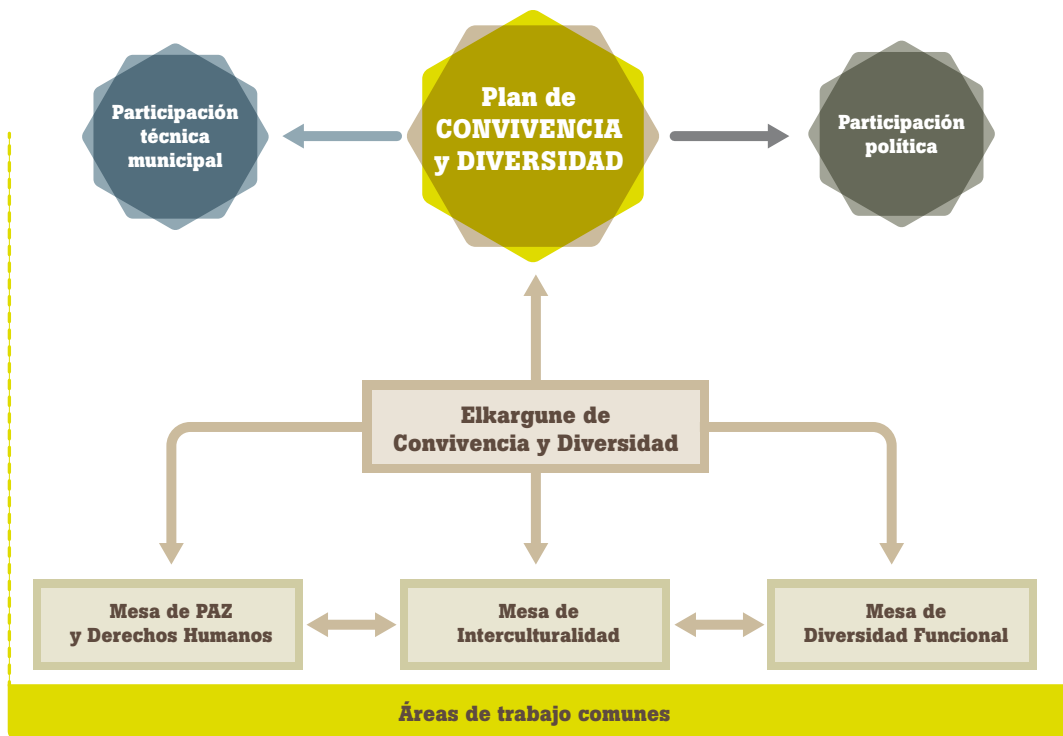 Participación
técnica
municipal
Plan de
CONVIVENCIA
y DIVERSIDAD
Participación
política
Elkargune de
Convivencia y Diversidad
Mesa de PAZ
y Derechos Humanos
Mesa de
Interculturalidad
Mesa de
Diversidad Funcional
Áreas de trabajo comunes